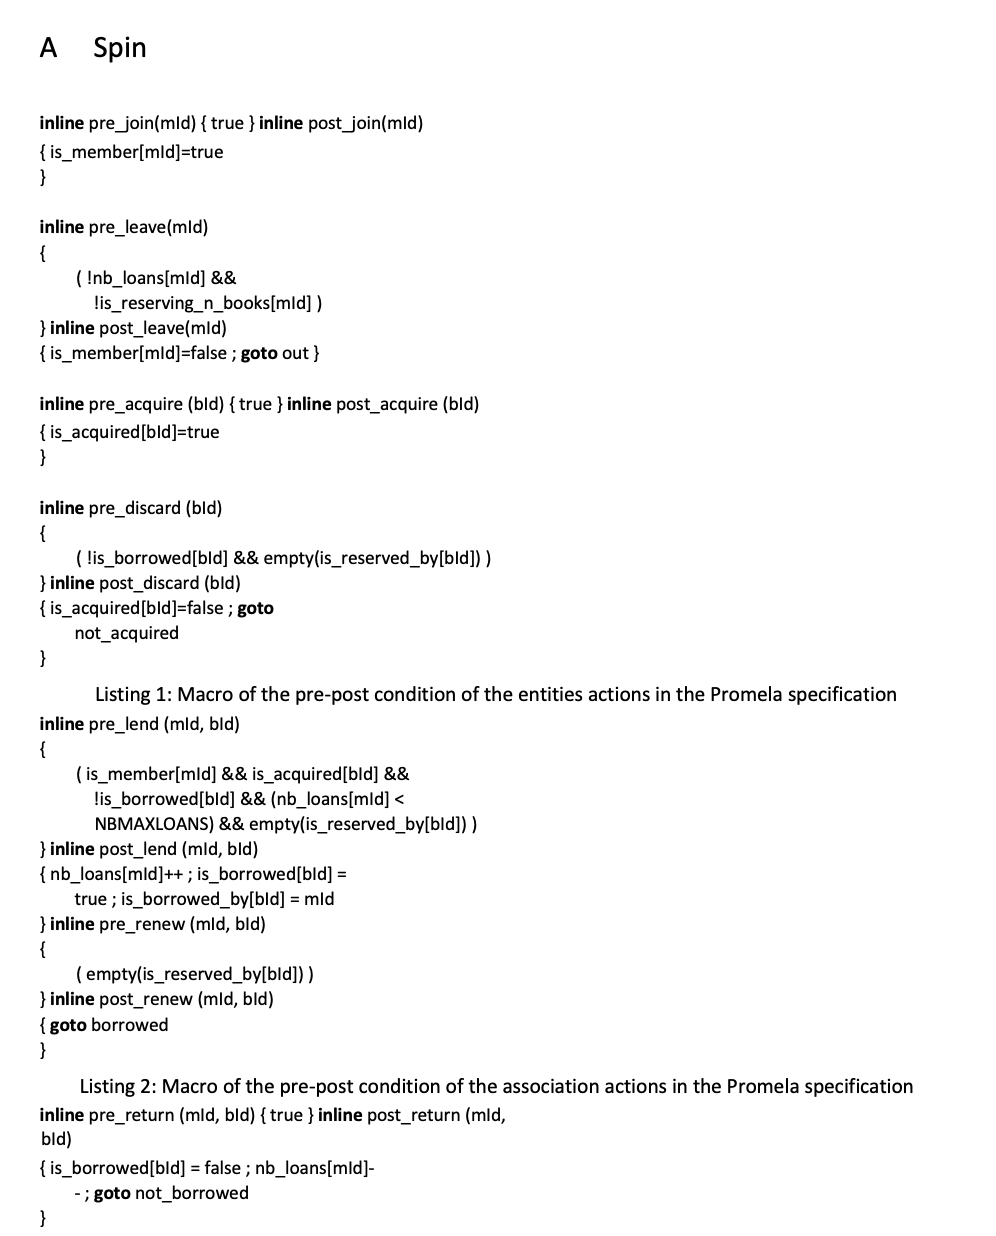 A Spin
inline pre_join(mId) { true } inline post_join(mId)
{ is_member[mId]=true
}
inline pre_leave(mId)
{
( !nb_loans[mId] &&
!is_reserving_n_books[mId] )
} inline post_leave(mId)
{ is_member[mId]=false ; goto out }
inline pre_acquire (bId) { true } inline post_acquire (bId)
{ is_acquired[bId]=true
}
inline pre_discard (bId)
{
( !is_borrowed[bId] && empty(is_reserved_by[bId]) )
} inline post_discard (bId)
{ is_acquired[bId]=false ; goto
not_acquired
}
Listing 1: Macro of the pre-post condition of the entities actions in the Promela specification
inline pre_lend (mId, bId)
{
( is_member[mId] && is_acquired[bId] &&
!is_borrowed[bId] && (nb_loans[mId] <
NBMAXLOANS) && empty(is_reserved_by[bId]) )
} inline post_lend (mId, bId)
{ nb_loans[mId]++ ; is_borrowed[bId] =
true ; is_borrowed_by[bId] = mId
} inline pre_renew (mId, bId)
{
( empty(is_reserved_by[bId]) )
} inline post_renew (mId, bId)
{ goto borrowed
}
Listing 2: Macro of the pre-post condition of the association actions in the Promela specification
inline pre_return (mId, bId) { true } inline post_return (mId,
bId)
{ is_borrowed[bId] = false ; nb_loans[mId]-
- ; goto not_borrowed
}